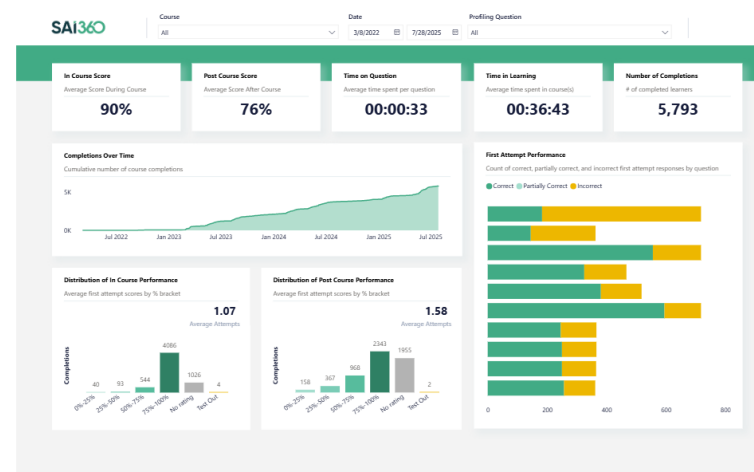 SAI360
Course
All
Date
3/8/2022
7/28/2025
Profiling Question
All
In Course Score
Average Score During Course
90%
Post Course Score
Average Score After Course
76%
Time on Question
Average time spent per question
00:00:33
Time in Learning
Average time spent in course(s)
00:36:43
Number of Completions
# of completed learners
5,793
Completions Over Time
Cumulative number of course completions
5K
0K
Jul 2022 Jan 2023 Jul 2023 Jan 2024 Jul 2024 Jan 2025 Jul 2025
First Attempt Performance
Count of correct, partially correct, and incorrect first attempt responses by question
Correct Partially Correct Incorrect
0 200 400 600 800
Distribution of In Course Performance
Average first attempt scores by % bracket
1.07
Average Attempts
Completions
40 93 544 4086 1026 4
0%-25% 25%-50% 50%-75% 75%-100% No rating Test Out
Distribution of Post Course Performance
Average first attempt scores by % bracket
1.58
Average Attempts
Completions
158 367 968 2343 1955 2
0%-25% 25%-50% 50%-75% 75%-100% No rating Test Out